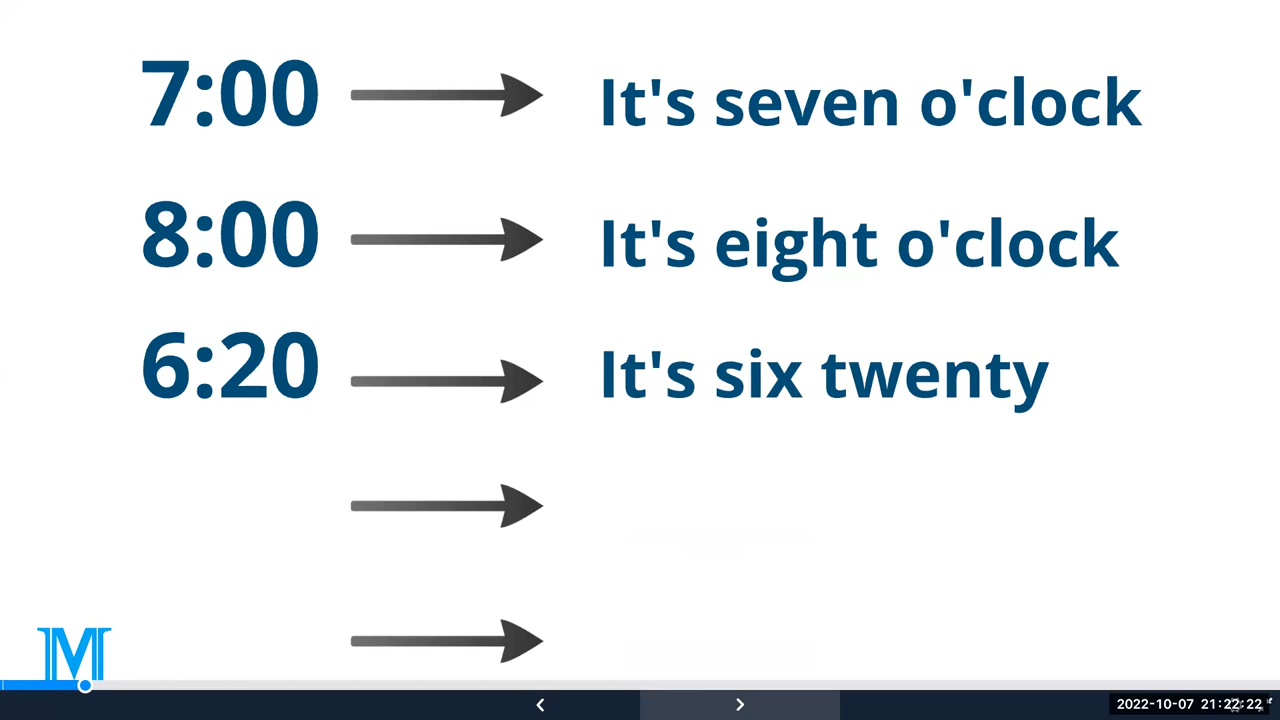 7:00 It's seven o'clock
8:00 It's eight o'clock
6:20 It's six twenty
M
2022-10-07 21:22:22